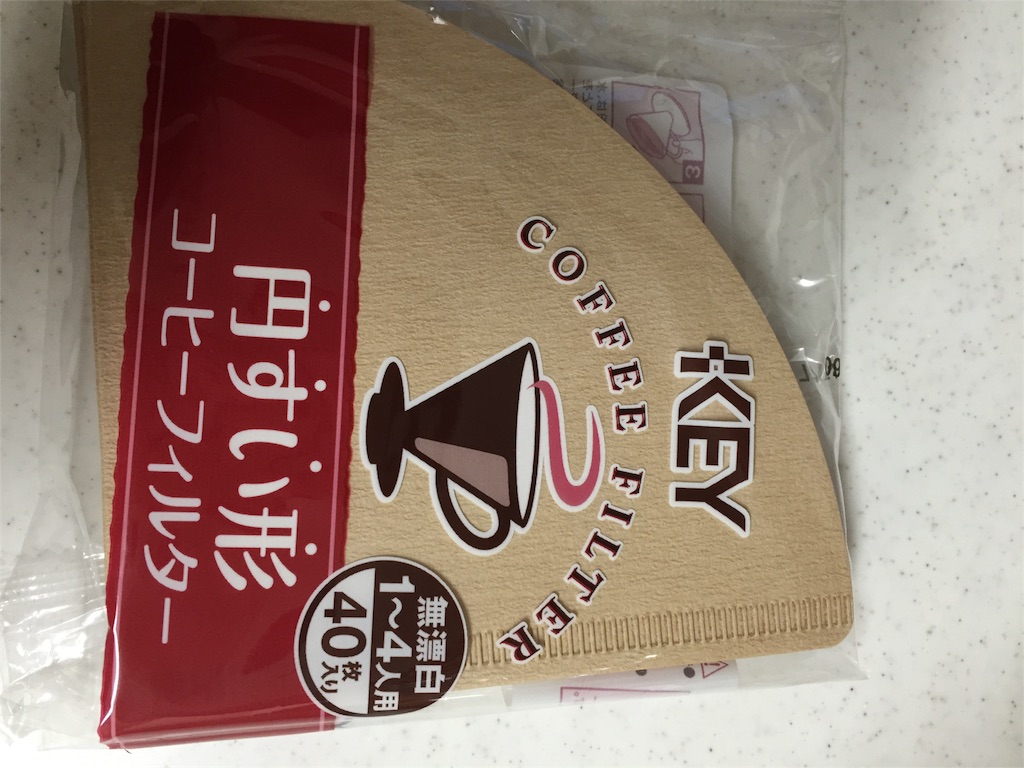 KEY
COFFEE FILTER
円すい形
コーヒーフィルター
無漂白
1〜4人用
40枚入り
3